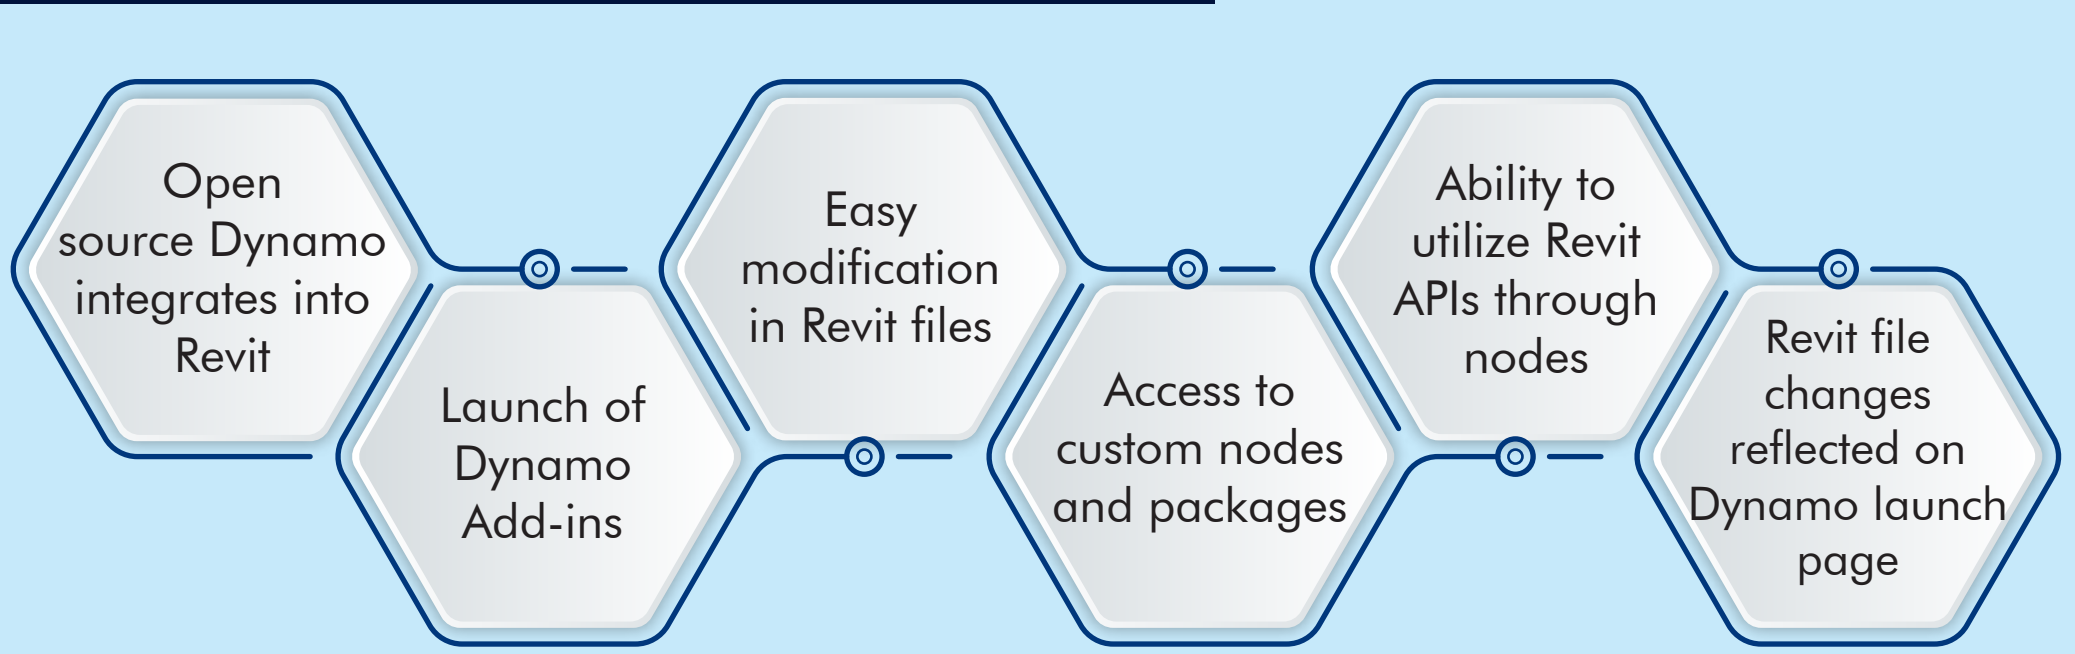 Open
source Dynamo
integrates into
Revit
Launch of
Dynamo
Add-ins
Easy
modification
in Revit files
Access to
custom nodes
and packages
Ability to
utilize Revit
APIs through
nodes
Revit file
changes
reflected on
Dynamo launch
page